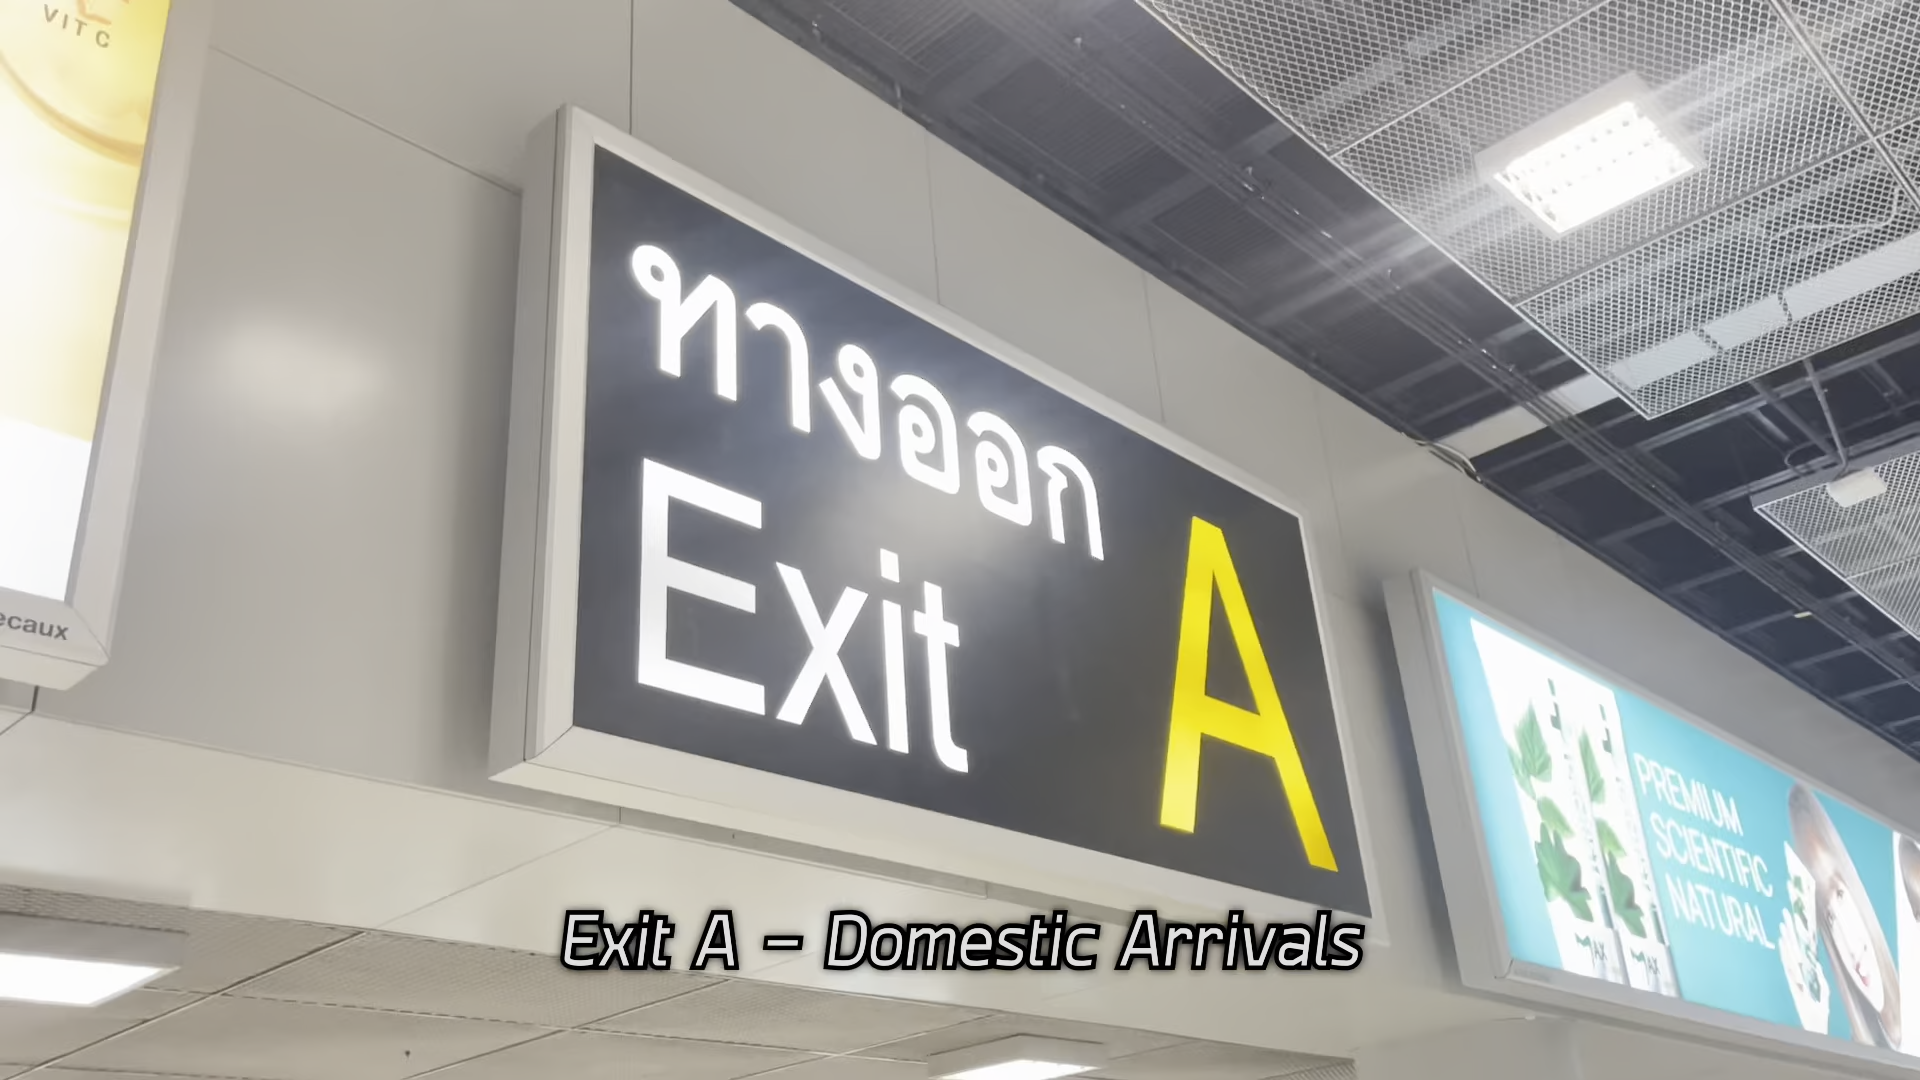 VIT C
ecaux
ทางออก
Exit A
PREMIUM
SCIENTIFIC
NATURAL
Exit A – Domestic Arrivals